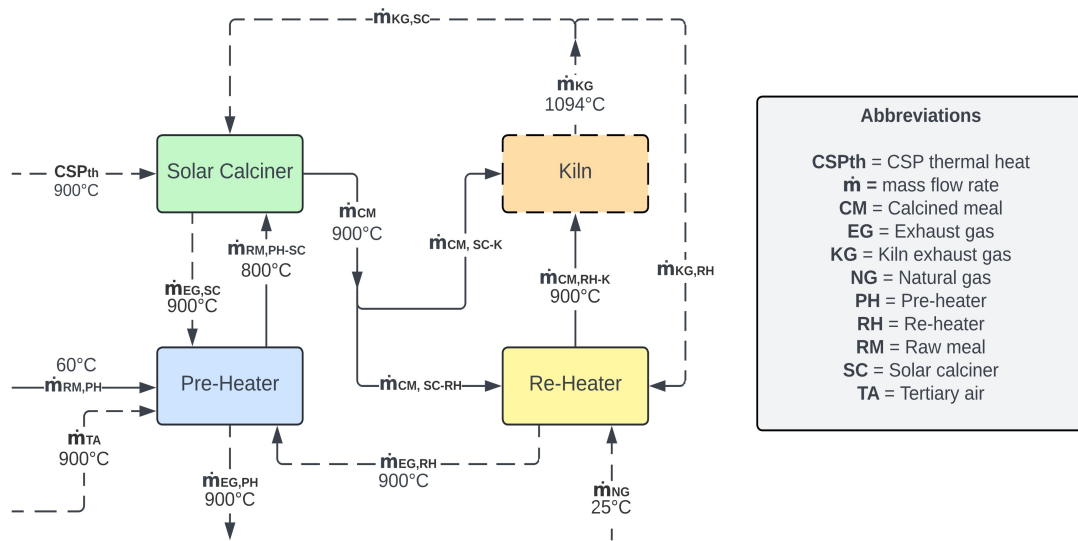 ṁKG,SC
ṁKG
1094°C
Solar Calciner
Kiln
CSPth
900°C
ṁCM
900°C
ṁCM, SC-K
ṁRM,PH-SC
800°C
ṁCM,RH-K
900°C
ṁKG,RH
ṁEG,SC
900°C
60°C
ṁRM,PH
Pre-Heater
ṁCM, SC-RH
Re-Heater
ṁTA
900°C
ṁEG,RH
900°C
ṁEG,PH
900°C
ṁNG
25°C
Abbreviations
CSPth = CSP thermal heat
ṁ = mass flow rate
CM = Calcined meal
EG = Exhaust gas
KG = Kiln exhaust gas
NG = Natural gas
PH = Pre-heater
RH = Re-heater
RM = Raw meal
SC = Solar calciner
TA = Tertiary air